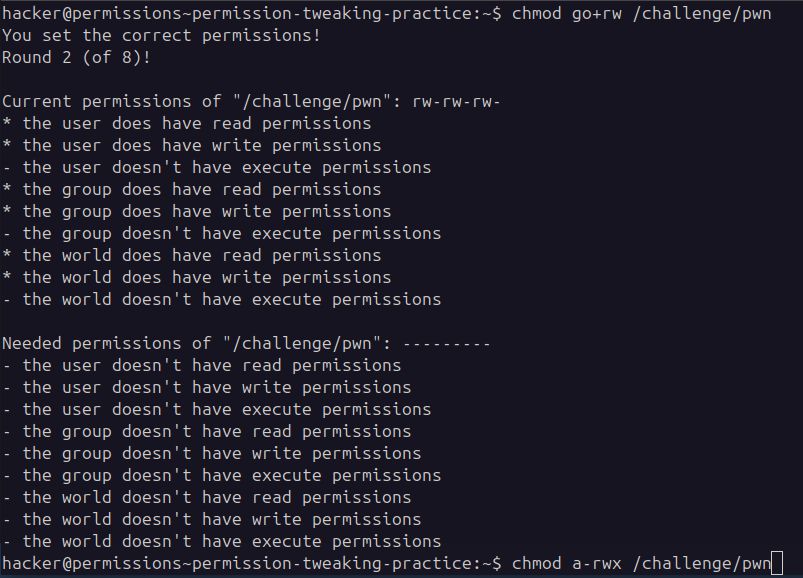 hacker@permissions~permission-tweaking-practice:~$ chmod go+rw /challenge/pwn
You set the correct permissions!
Round 2 (of 8)!
Current permissions of "/challenge/pwn": rw-rw-rw-
* the user does have read permissions
* the user does have write permissions
- the user doesn't have execute permissions
* the group does have read permissions
* the group does have write permissions
- the group doesn't have execute permissions
* the world does have read permissions
* the world does have write permissions
- the world doesn't have execute permissions
Needed permissions of "/challenge/pwn": ---------
- the user doesn't have read permissions
- the user doesn't have write permissions
- the user doesn't have execute permissions
- the group doesn't have read permissions
- the group doesn't have write permissions
- the group doesn't have execute permissions
- the world doesn't have read permissions
- the world doesn't have write permissions
- the world doesn't have execute permissions
hacker@permissions~permission-tweaking-practice:~$ chmod a-rwx /challenge/pwn